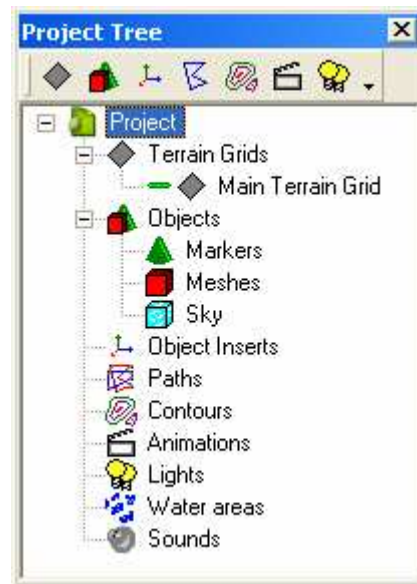 Project Tree
Project
Terrain Grids
Main Terrain Grid
Objects
Markers
Meshes
Sky
Object Inserts
Paths
Contours
Animations
Lights
Water areas
Sounds